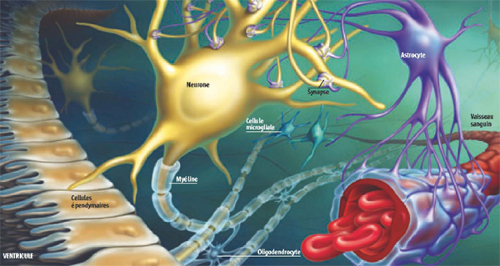 Neurone
Astrocyte
Synapse
Cellule
microgliale
Vaisseau
sanguin
Myéline
Cellules
épendymaires
VENTRICULE
Oligodendrocyte